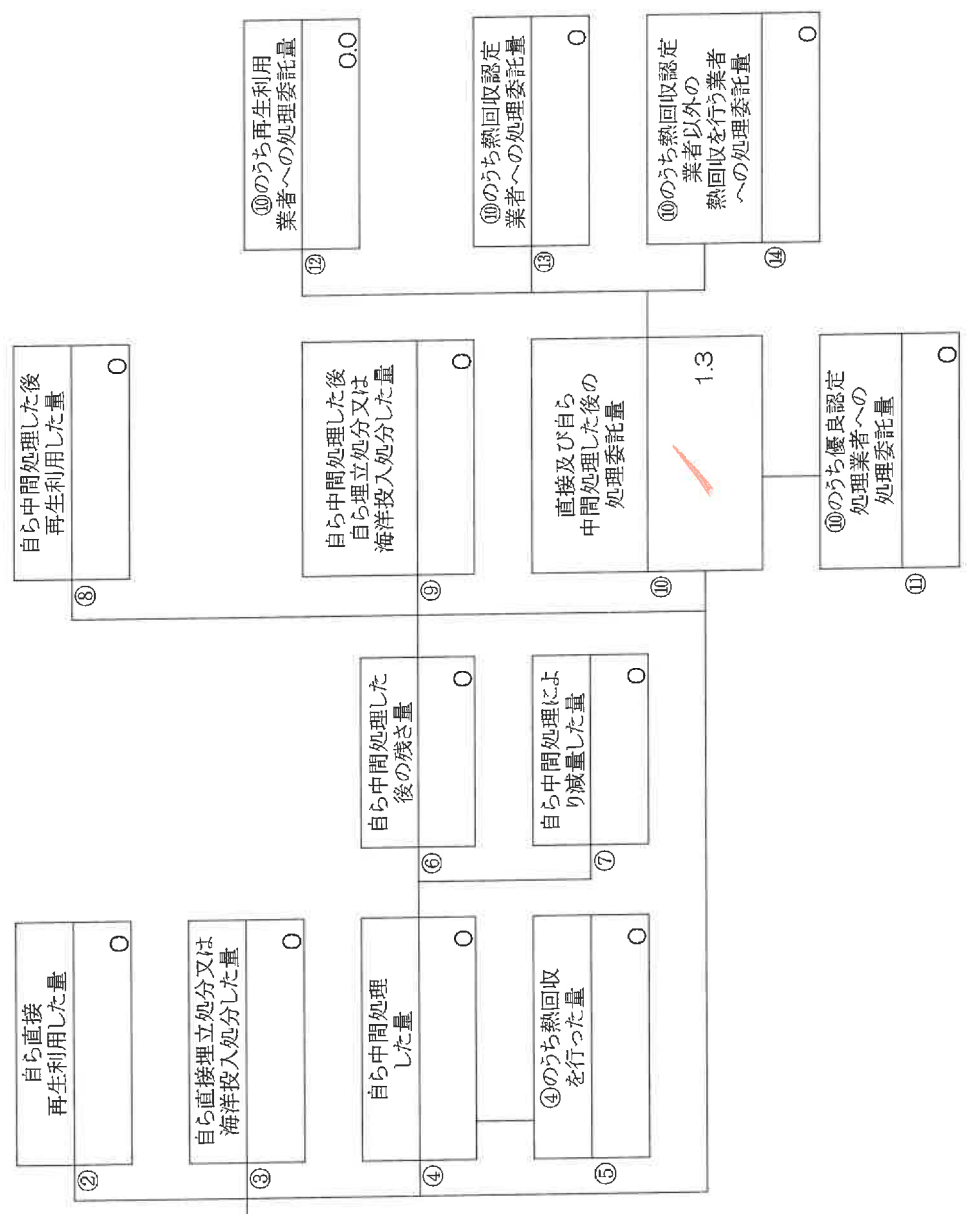 ②
自ら直接
再生利用した量
0
③
自ら直接埋立処分又は
海洋投入処分した量
0
④
自ら中間処理
した量
0
⑤
④のうち熱回収
を行った量
0
⑥
自ら中間処理した
後の残さ量
0
⑦
自ら中間処理によ
り減量した量
0
⑧
自ら中間処理した後
再生利用した量
0
⑨
自ら中間処理した後
自ら埋立処分又は
海洋投入処分した量
0
⑩
直接及び自ら
中間処理した後の
処理委託量
1.3
⑪
⑩のうち優良認定
処理業者への
処理委託量
0
⑫
⑩のうち再生利用
業者への処理委託量
0.0
⑬
⑩のうち熱回収認定
業者への処理委託量
0
⑭
⑩のうち熱回収認定
業者以外の
熱回収を行う業者
への処理委託量
0